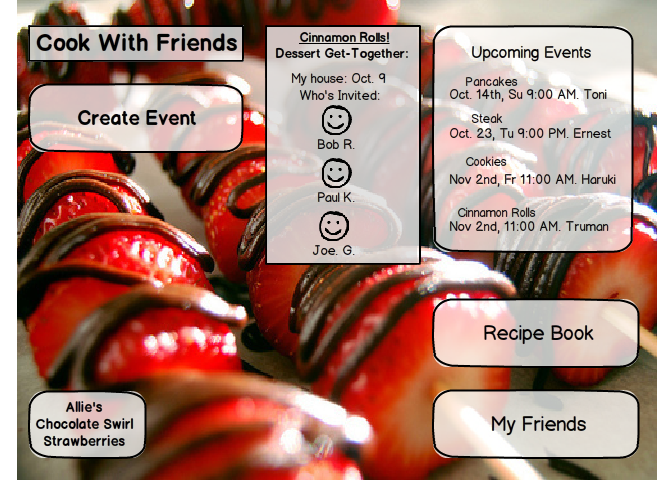 Cook With Friends
Create Event
Cinnamon Rolls!
Dessert Get-Together:
My house: Oct. 9
Who's Invited:
Bob R.
Paul K.
Joe. G.
Upcoming Events
Pancakes
Oct. 14th, Su 9:00 AM. Toni
Steak
Oct. 23, Tu 9:00 PM. Ernest
Cookies
Nov 2nd, Fr 11:00 AM. Haruki
Cinnamon Rolls
Nov 2nd, 11:00 AM. Truman
Recipe Book
My Friends
Allie's
Chocolate Swirl
Strawberries